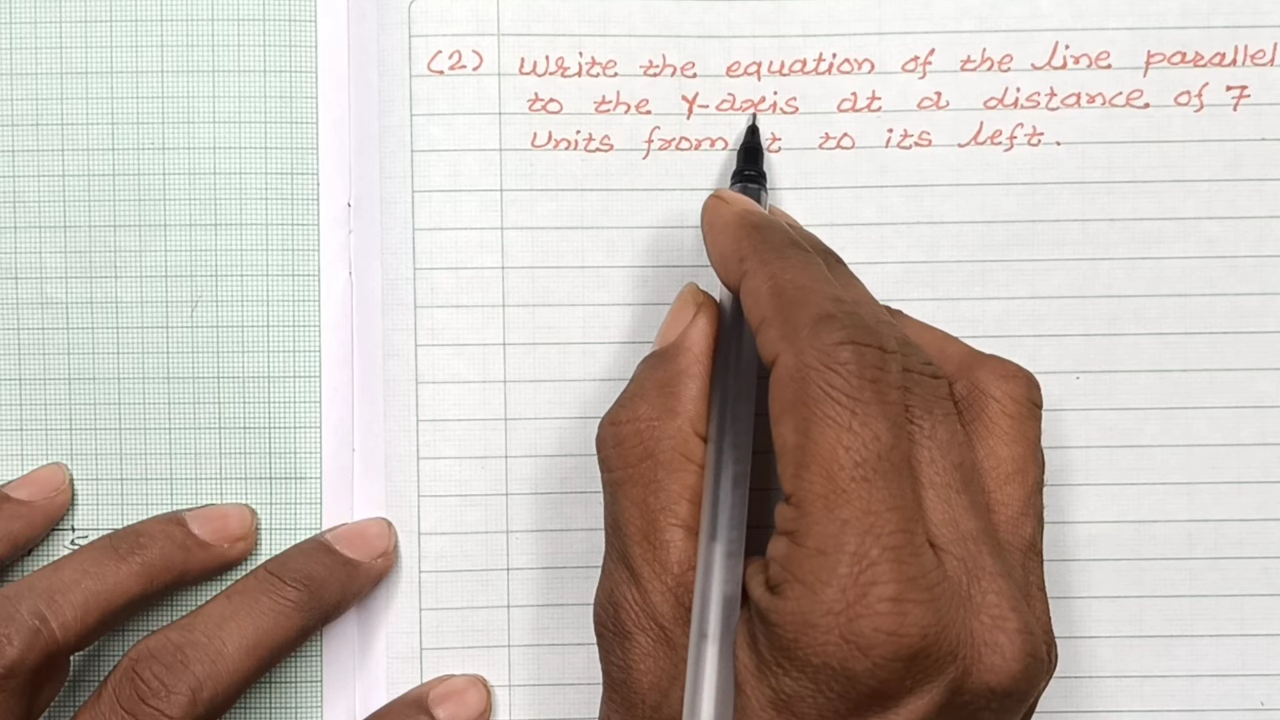 (2) Write the equation of the line parallel
to the Y-axis at a distance of 7
Units from it to its left.